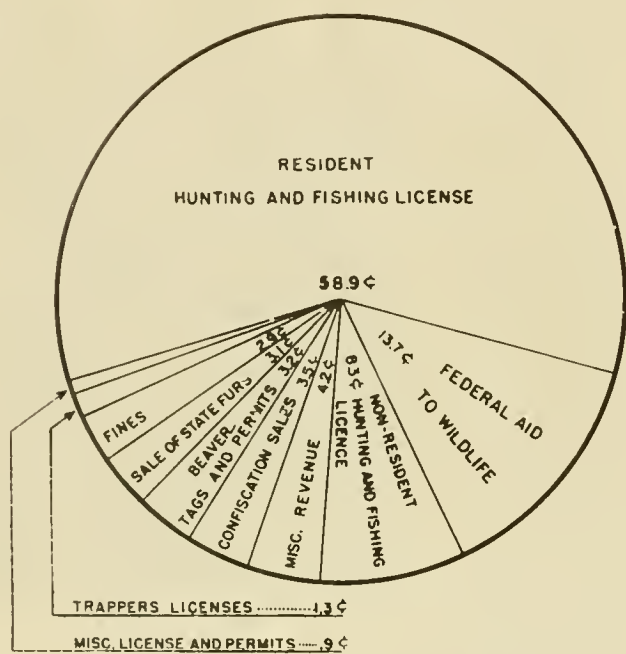 RESIDENT
HUNTING AND FISHING LICENSE
58.9¢
13.7¢
FEDERAL AID
TO WILDLIFE
8.3¢
NON-RESIDENT
HUNTING AND FISHING
LICENCE
4.2¢
MISC. REVENUE
3.5¢
CONFISCATION SALES
3.2¢
BEAVER
TAGS AND PERMITS
3.1¢
SALE OF STATE FURS
2.9¢
FINES
TRAPPERS LICENSES ............ 1.3¢
MISC. LICENSE AND PERMITS ..... .9¢